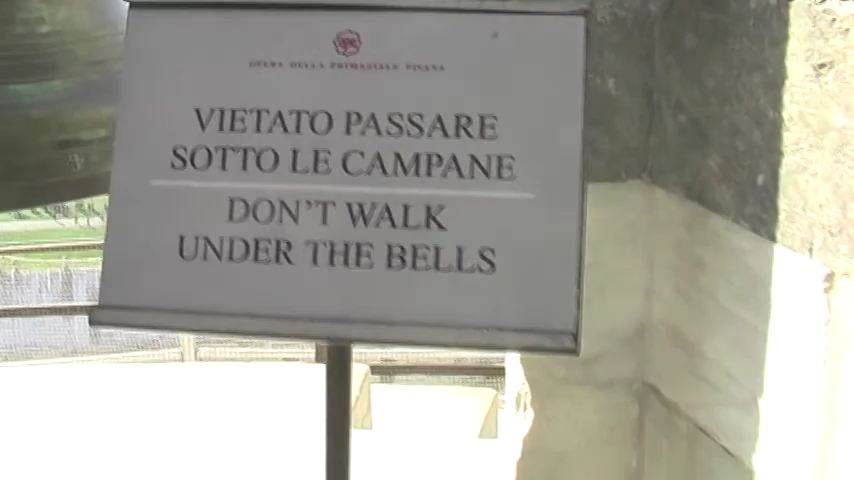 OPERA DELLA PRIMAZIALE PISANA
VIETATO PASSARE
SOTTO LE CAMPANE
DON'T WALK
UNDER THE BELLS